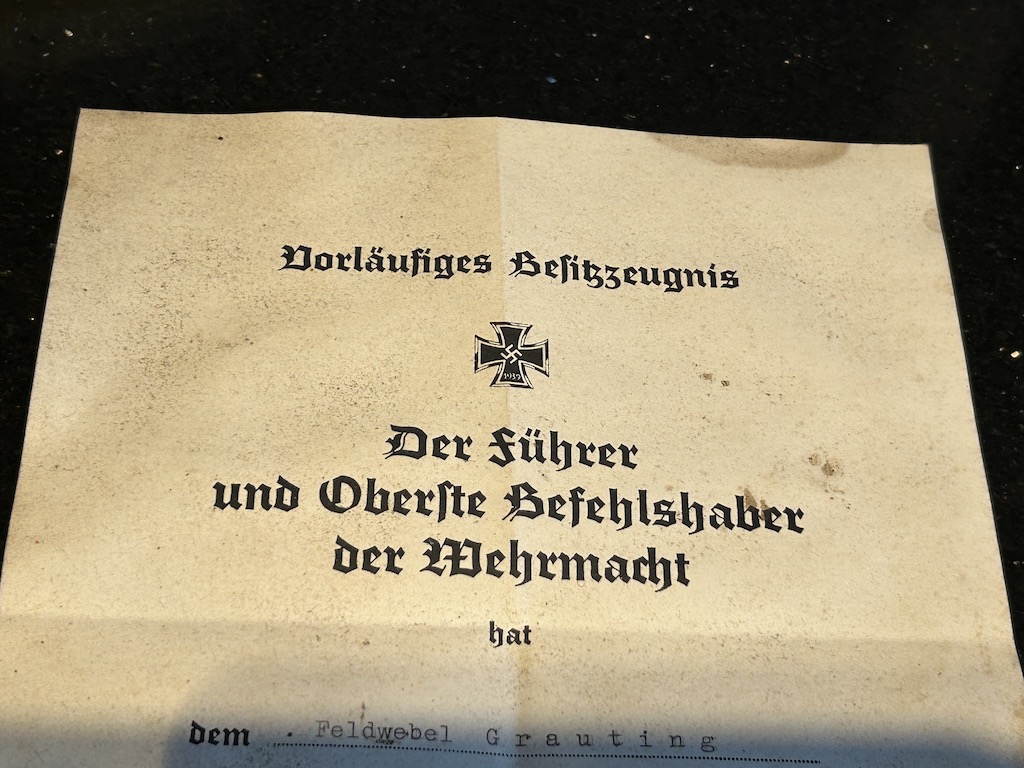 Vorläufiges Besitzzeugnis
1939
Der Führer
und Oberste Befehlshaber
der Wehrmacht
hat
dem . Feldwebel Grauting